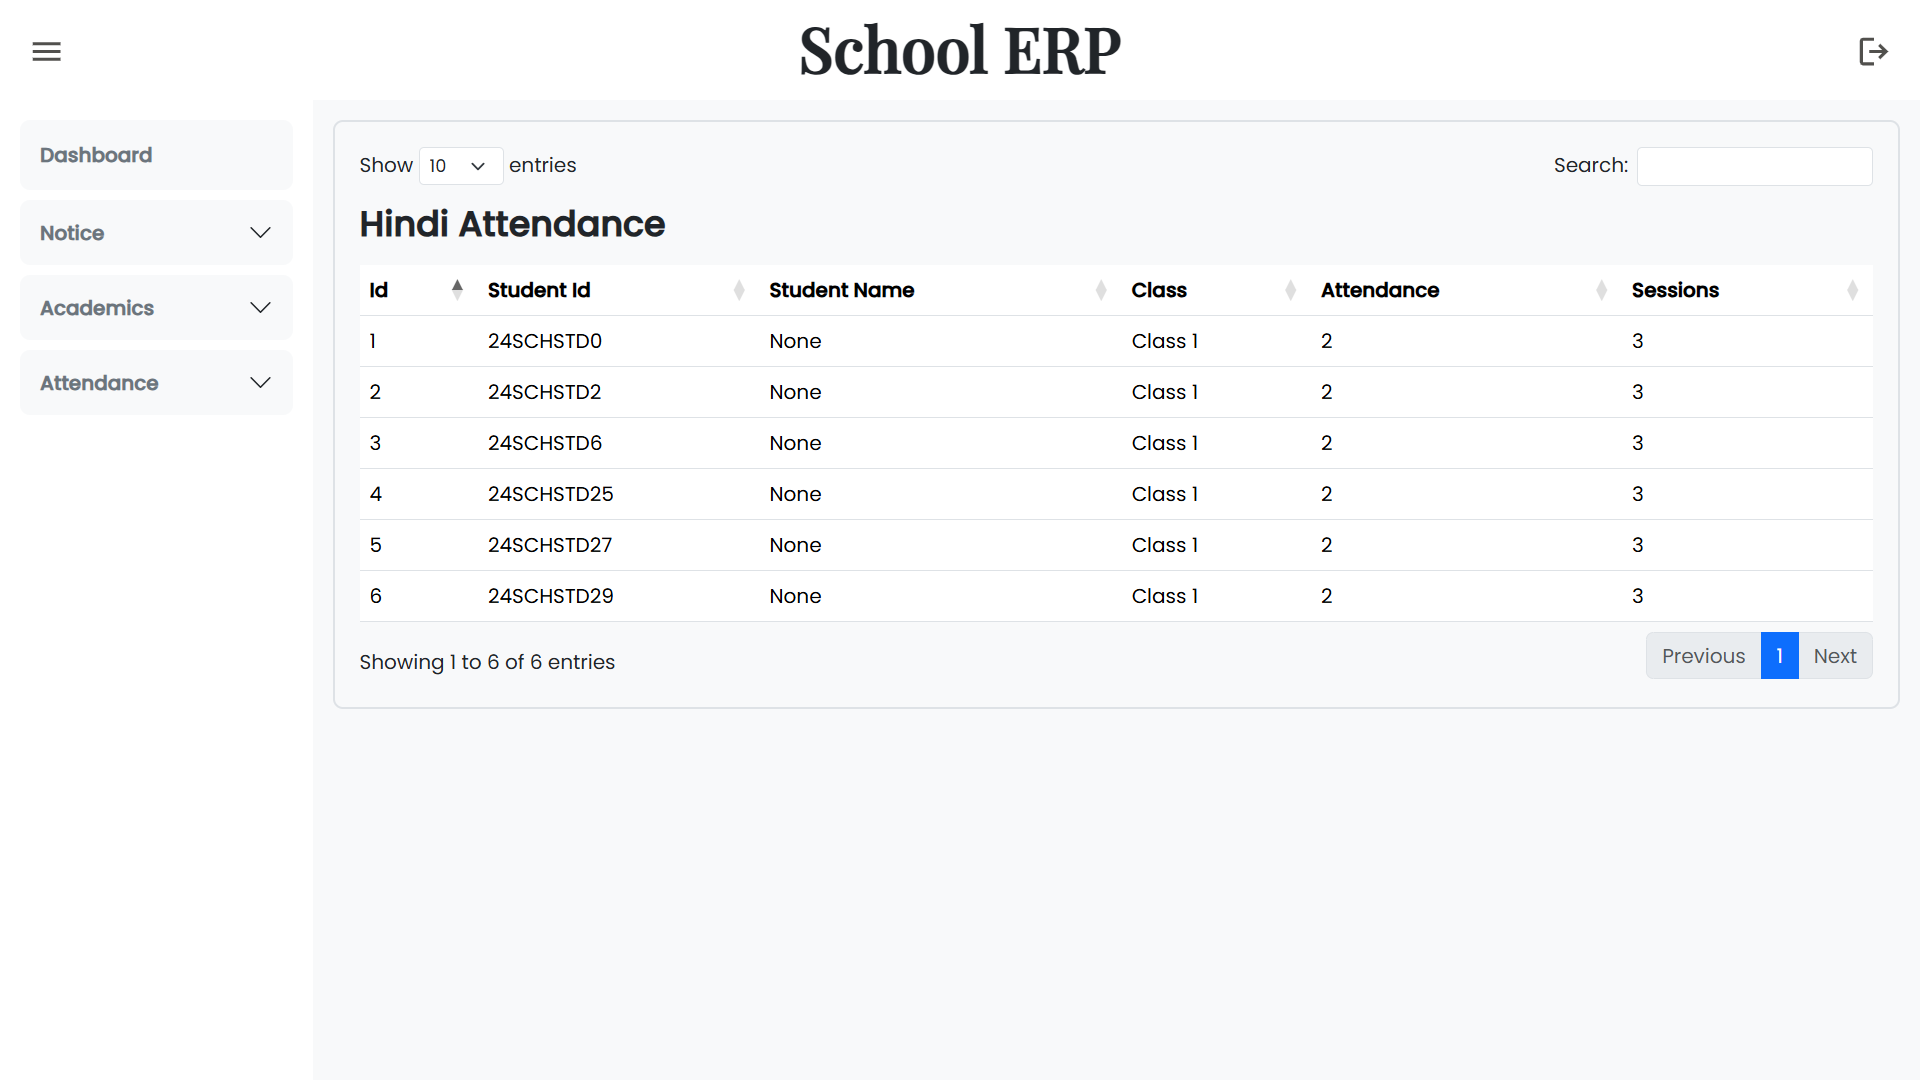 School ERP
Dashboard
Notice
Academics
Attendance
Show 10 entries
Search:
Hindi Attendance
Id Student Id Student Name Class Attendance Sessions
1 24SCHSTD0 None Class 1 2 3
2 24SCHSTD2 None Class 1 2 3
3 24SCHSTD6 None Class 1 2 3
4 24SCHSTD25 None Class 1 2 3
5 24SCHSTD27 None Class 1 2 3
6 24SCHSTD29 None Class 1 2 3
Showing 1 to 6 of 6 entries
Previous 1 Next